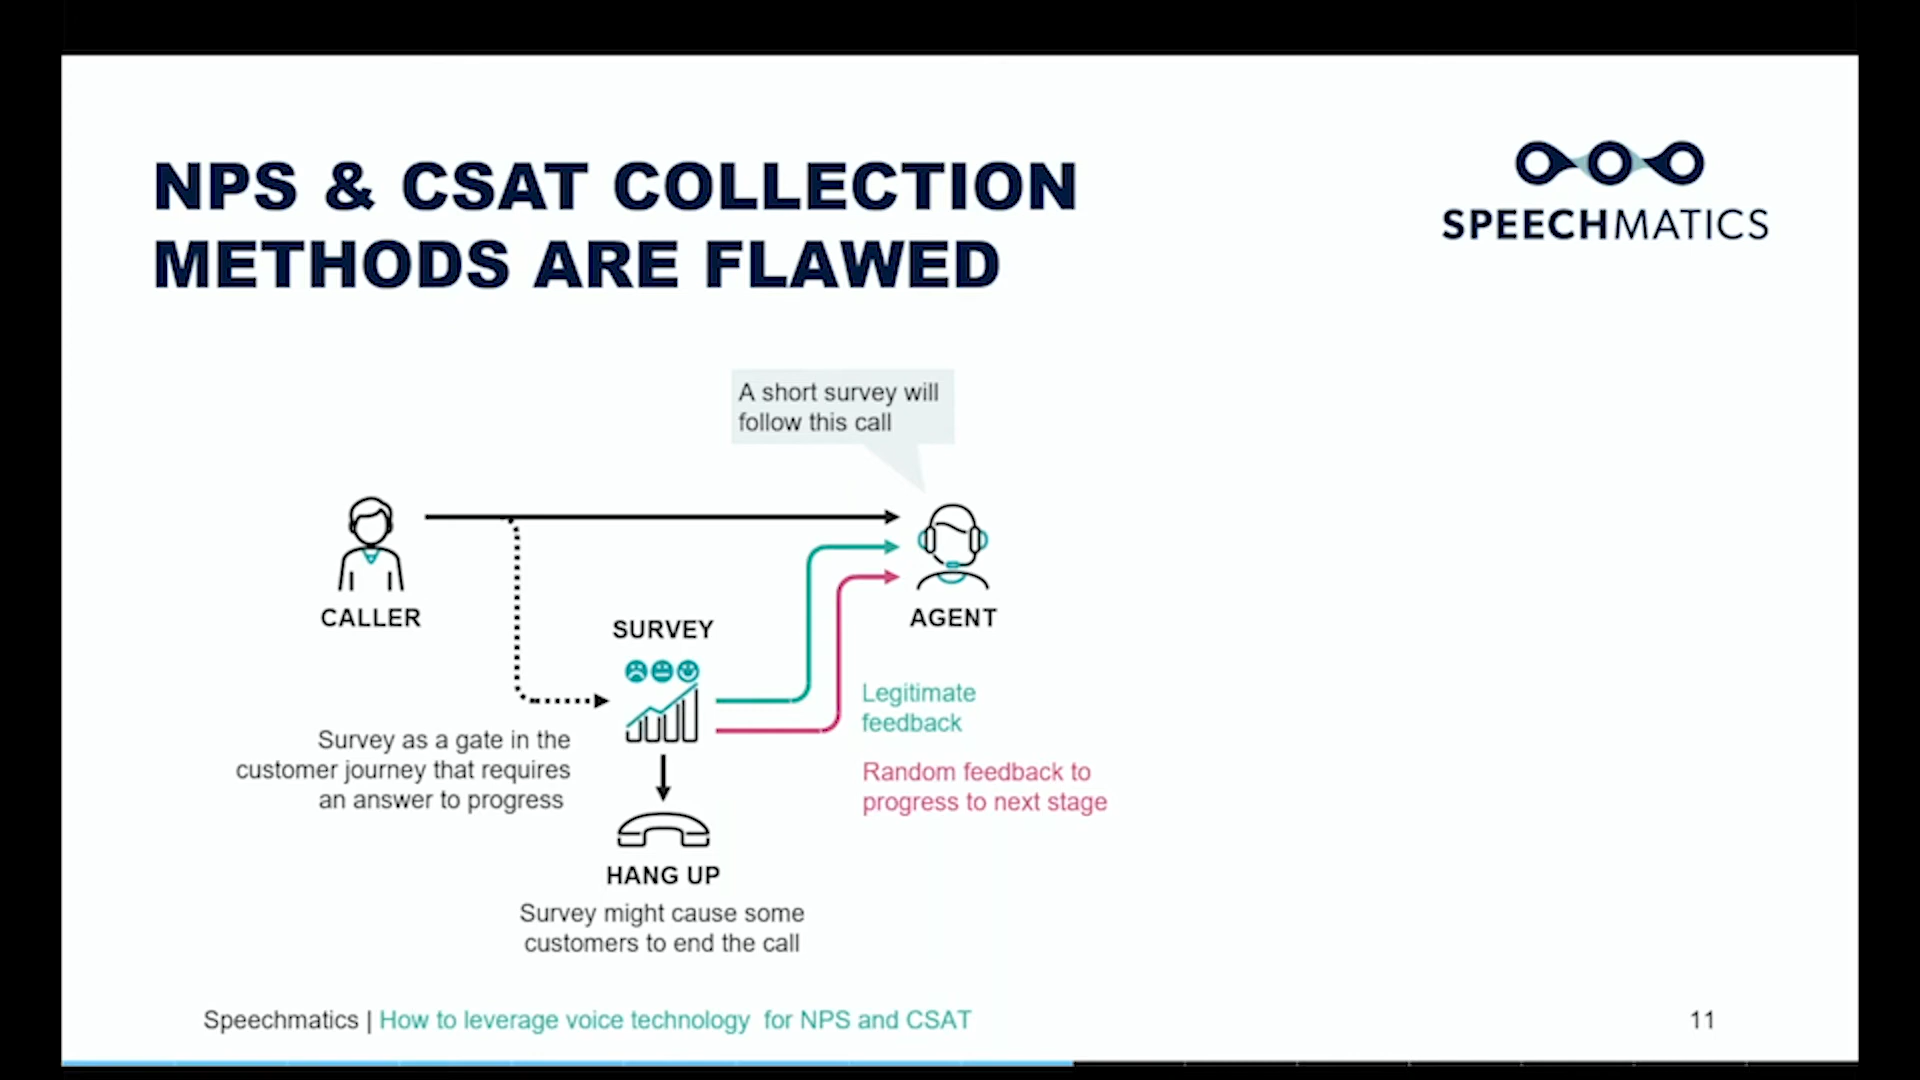 NPS & CSAT COLLECTION
METHODS ARE FLAWED
SPEECHMATICS
A short survey will
follow this call
CALLER
SURVEY
AGENT
Legitimate
feedback
Survey as a gate in the
customer journey that requires
an answer to progress
Random feedback to
progress to next stage
HANG UP
Survey might cause some
customers to end the call
Speechmatics | How to leverage voice technology for NPS and CSAT
11